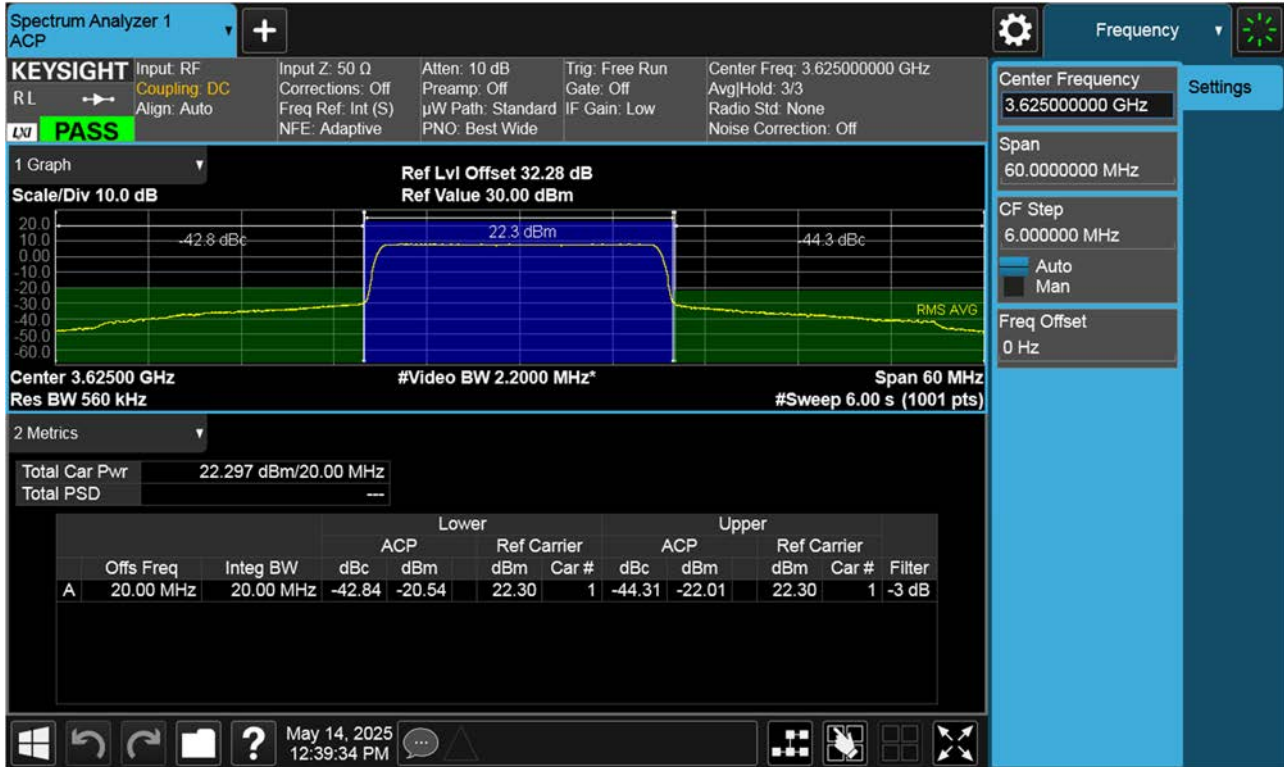 Spectrum Analyzer 1
ACP
Frequency
KEYSIGHT
RL
LXI PASS
Input: RF
Coupling: DC
Align: Auto
Input Z: 50 Ω
Corrections: Off
Freq Ref: Int (S)
NFE: Adaptive
Atten: 10 dB
Preamp: Off
µW Path: Standard
PNO: Best Wide
Trig: Free Run
Gate: Off
IF Gain: Low
Center Freq: 3.625000000 GHz
Avg|Hold: 3/3
Radio Std: None
Noise Correction: Off
1 Graph
Scale/Div 10.0 dB
Ref Lvl Offset 32.28 dB
Ref Value 30.00 dBm
20.0
10.0
0.00
-10.0
-20.0
-30.0
-40.0
-50.0
-60.0
-42.8 dBc
22.3 dBm
-44.3 dBc
RMS AVG
Center 3.62500 GHz
#Video BW 2.2000 MHz*
Span 60 MHz
Res BW 560 kHz
#Sweep 6.00 s (1001 pts)
2 Metrics
Total Car Pwr 22.297 dBm/20.00 MHz
Total PSD ---
Lower Upper
ACP Ref Carrier ACP Ref Carrier
Offs Freq Integ BW dBc dBm dBm Car # dBc dBm dBm Car # Filter
A 20.00 MHz 20.00 MHz -42.84 -20.54 22.30 1 -44.31 -22.01 22.30 1 -3 dB
Center Frequency
3.625000000 GHz
Span
60.0000000 MHz
CF Step
6.000000 MHz
Auto
Man
Freq Offset
0 Hz
Settings
?
May 14, 2025
12:39:34 PM